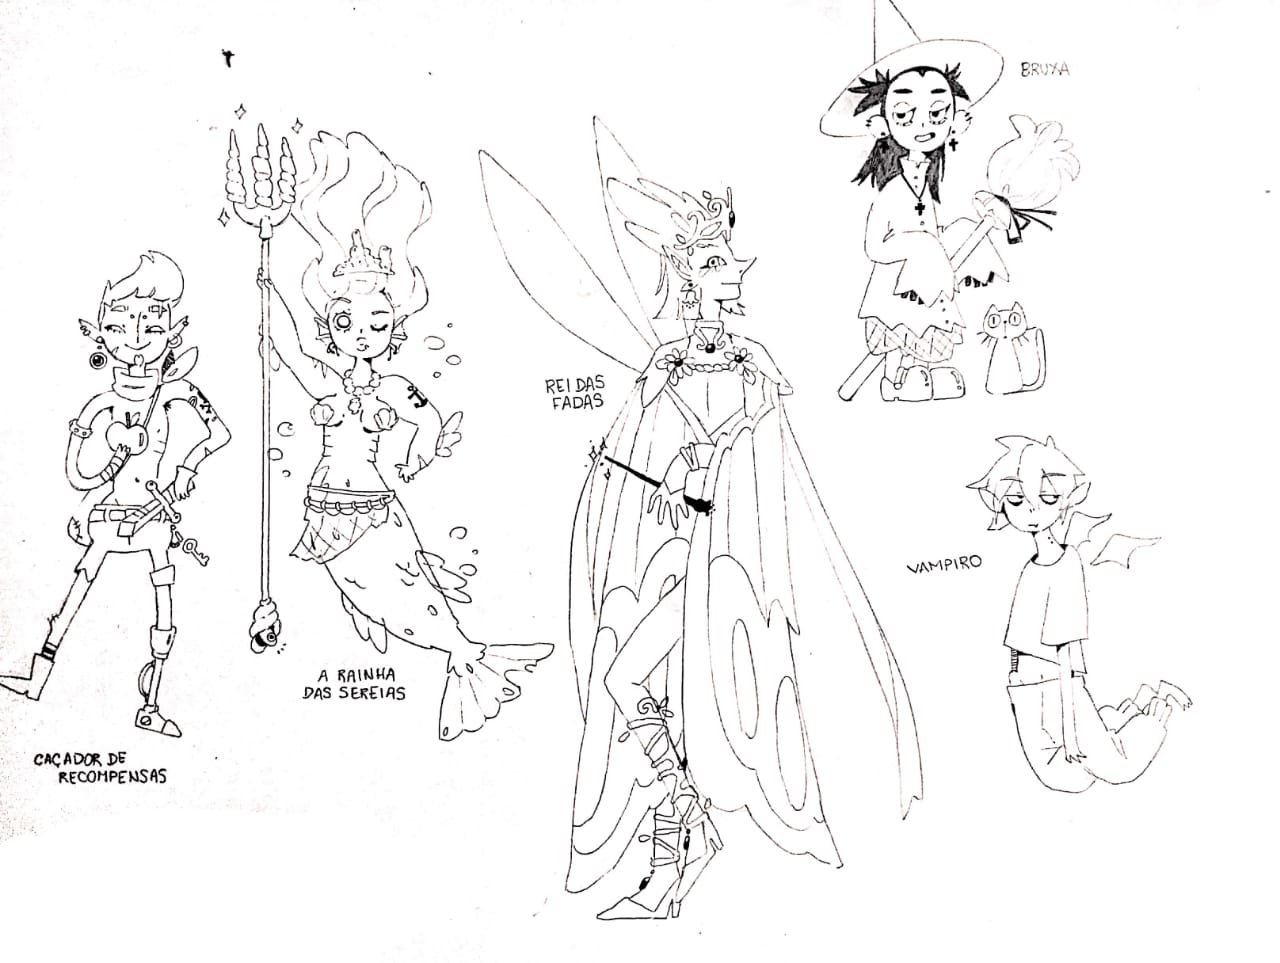 BRUXA
REI DAS
FADAS
VAMPIRO
A RAINHA
DAS SEREIAS
CAÇADOR DE
RECOMPENSAS